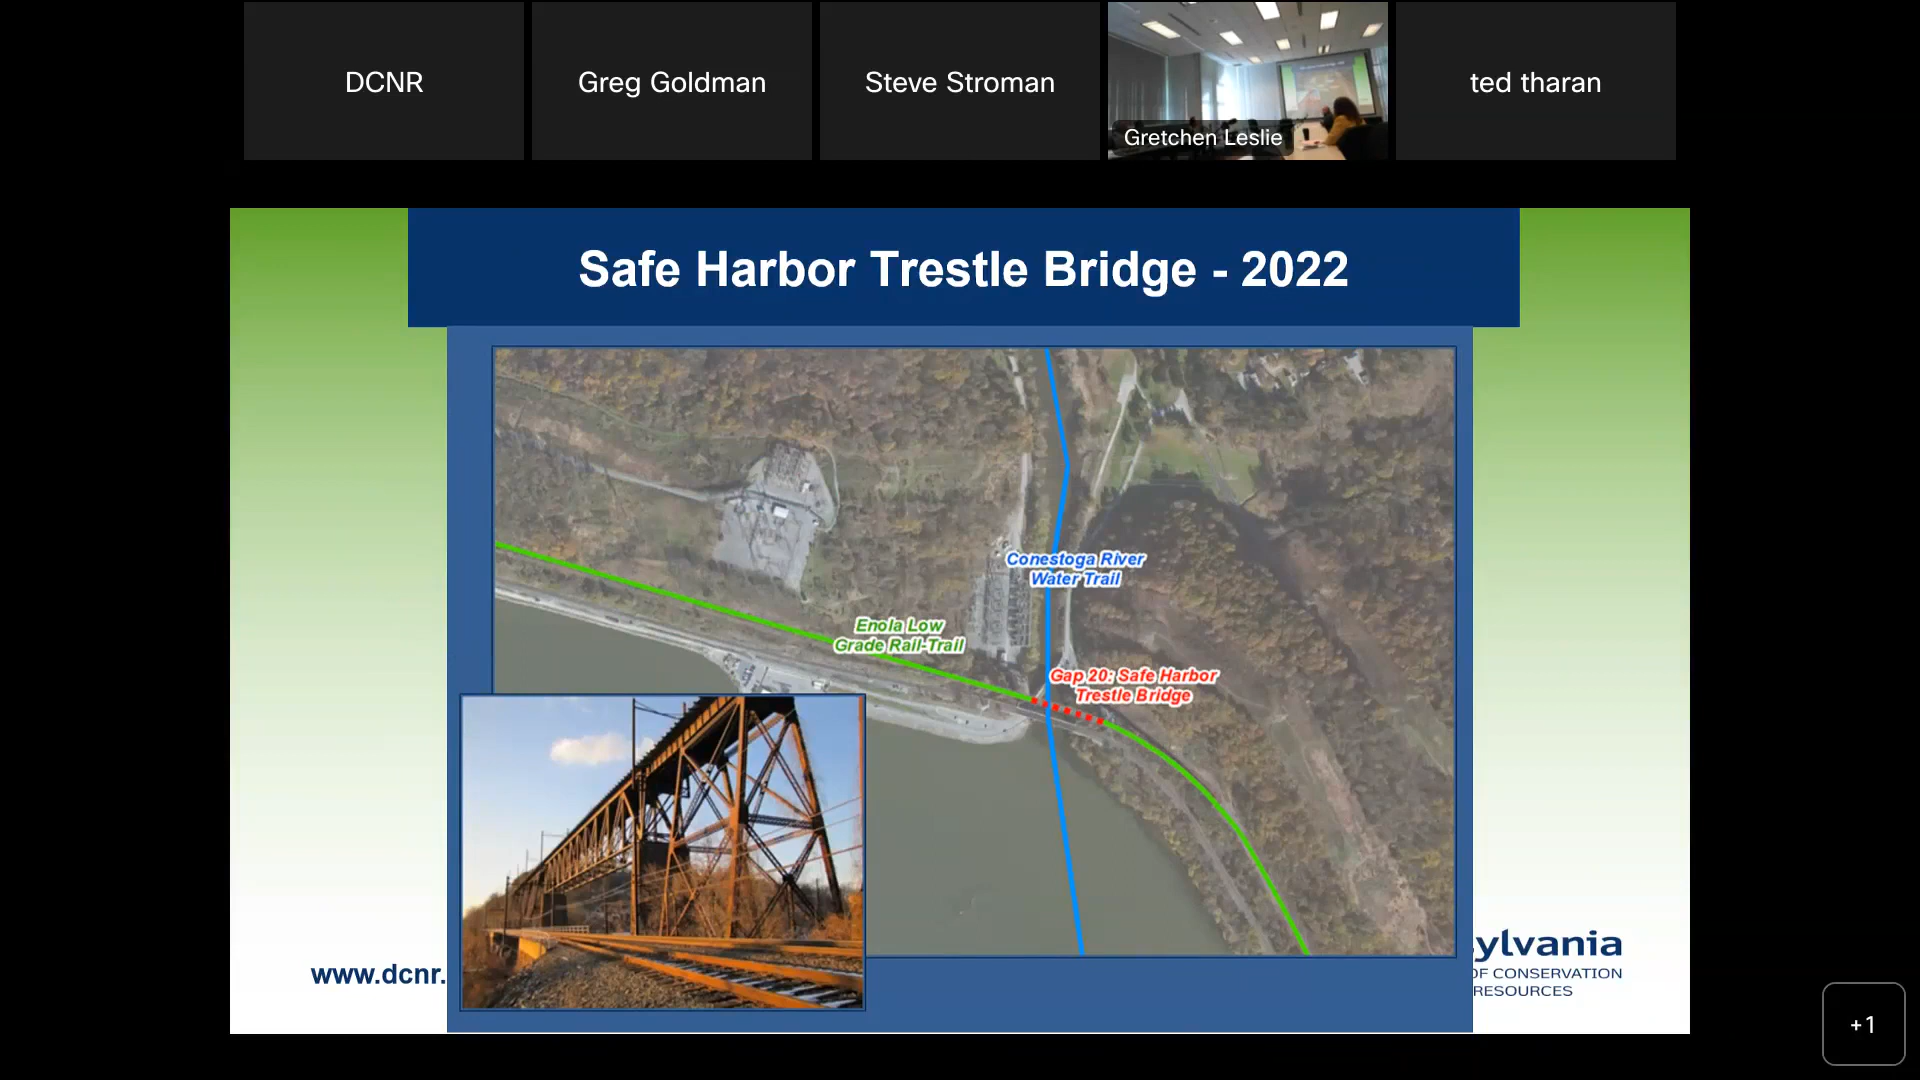 DCNR
Greg Goldman
Steve Stroman
Gretchen Leslie
ted tharan
Safe Harbor Trestle Bridge - 2022
Conestoga River
Water Trail
Enola Low
Grade Rail-Trail
Gap 20: Safe Harbor
Trestle Bridge
www.dcnr.
sylvania
OF CONSERVATION
RESOURCES
+1